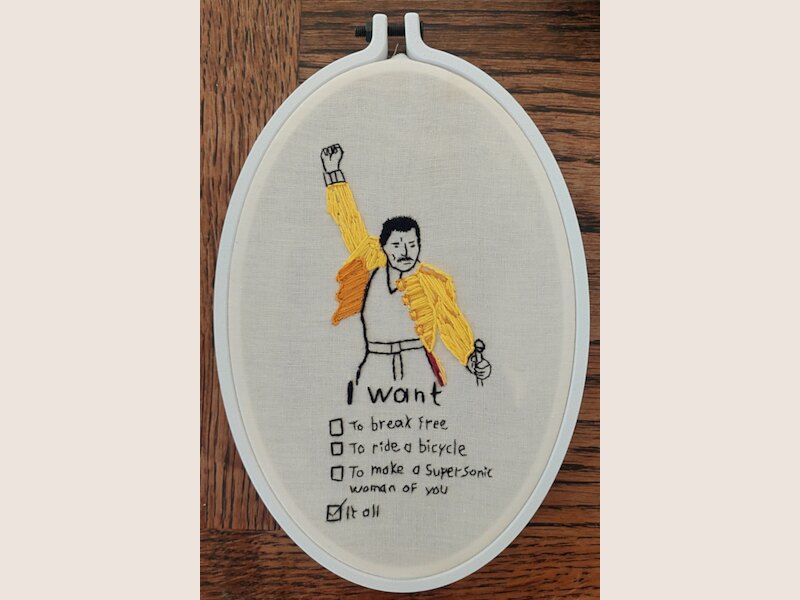 I want
To break free
To ride a bicycle
To make a Supersonic
woman of you
It all